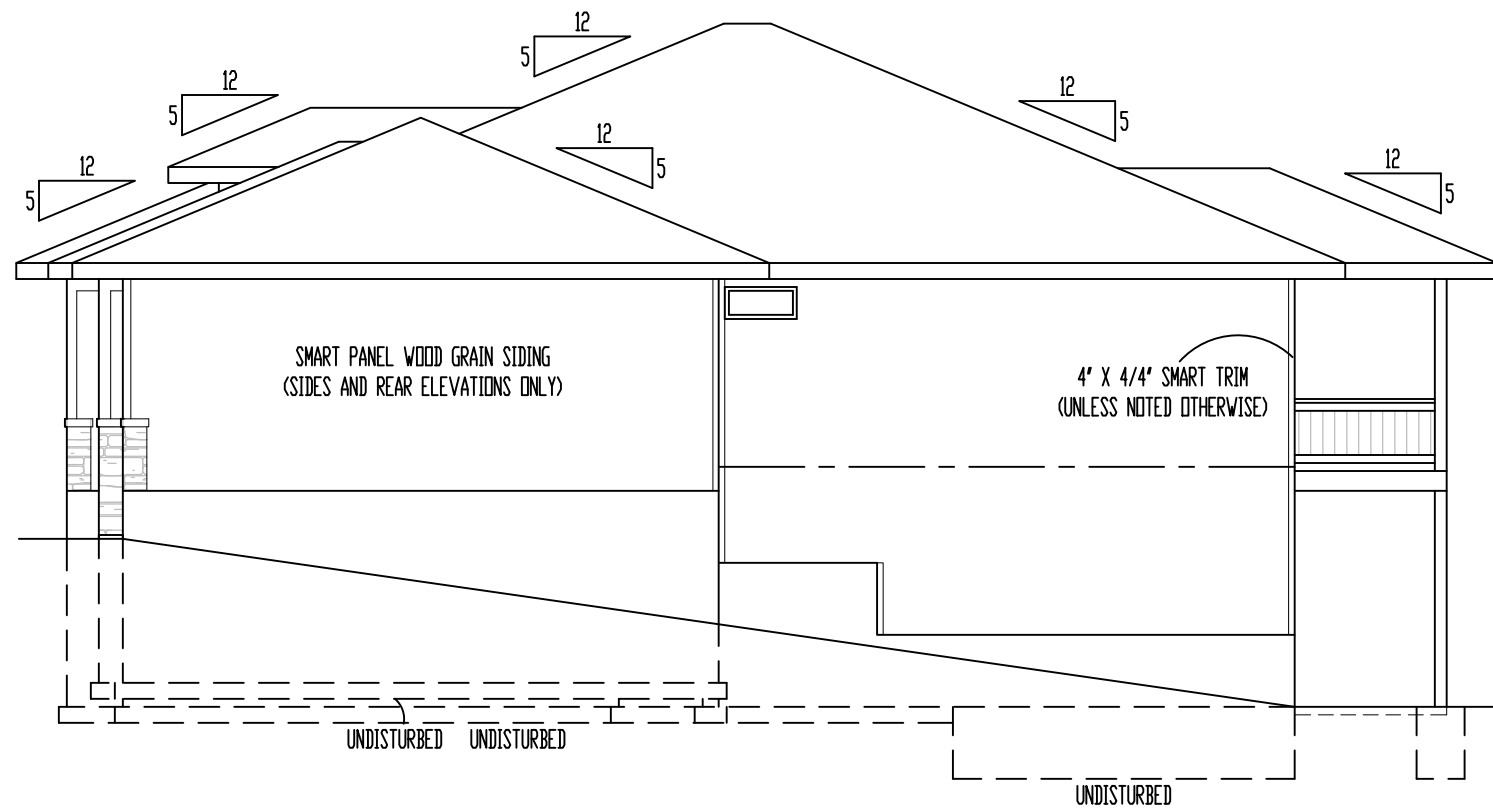 12
5
12
5
12
5
12
5
12
5
12
5
SMART PANEL WOOD GRAIN SIDING
(SIDES AND REAR ELEVATIONS ONLY)
4" X 4/4" SMART TRIM
(UNLESS NOTED OTHERWISE)
UNDISTURBED UNDISTURBED
UNDISTURBED